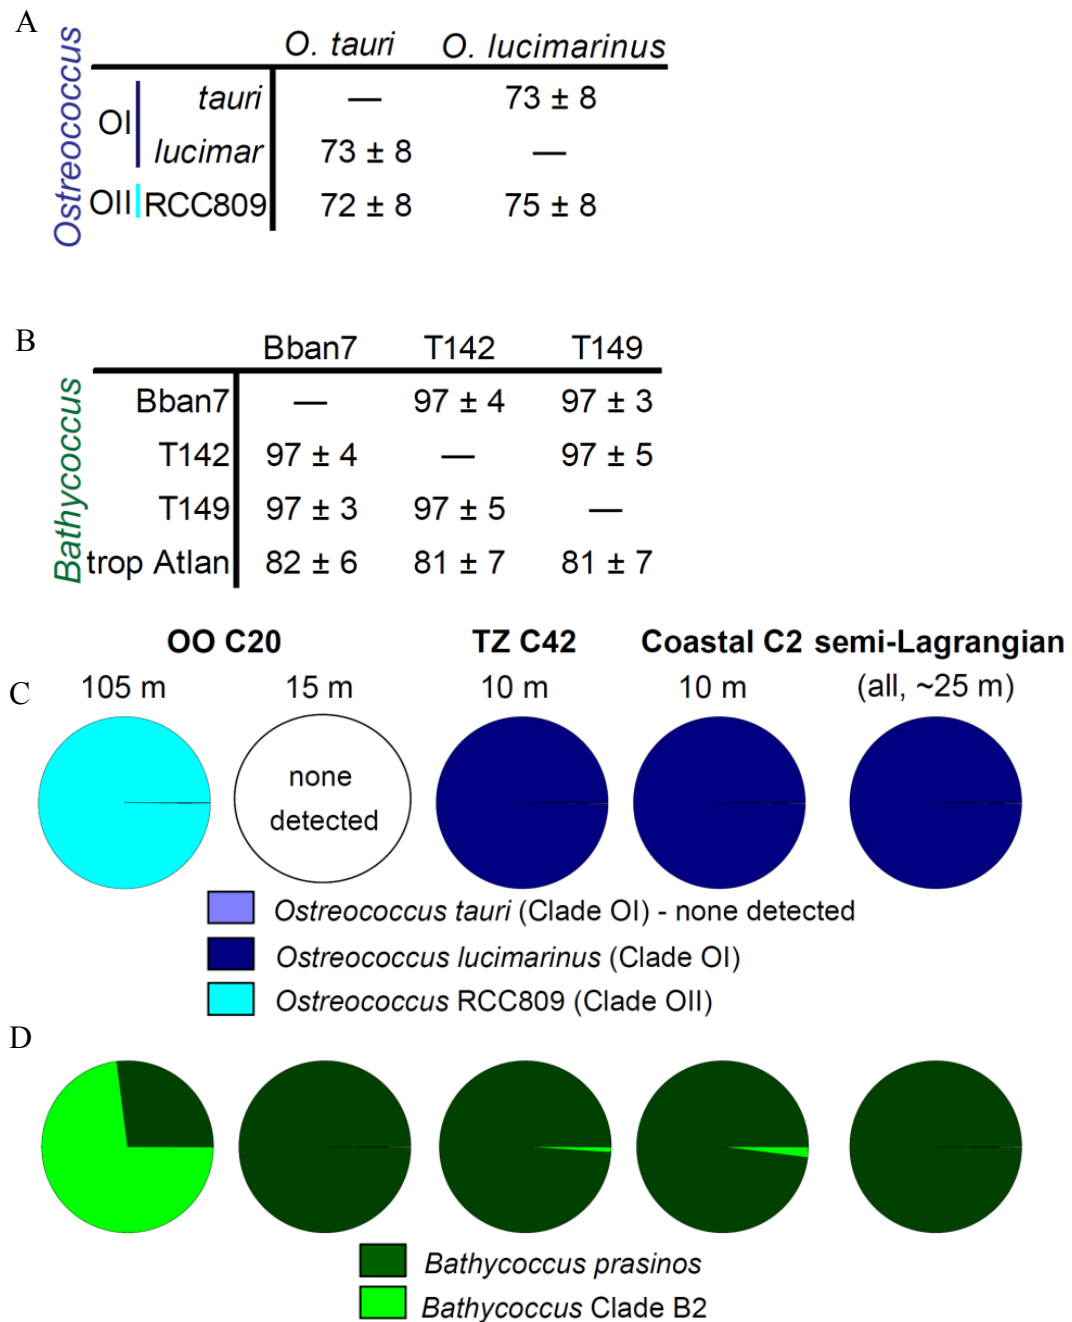 A
Ostreococcus
O. tauri O. lucimarinus
OI tauri — 73 ± 8
lucimar 73 ± 8 —
OII RCC809 72 ± 8 75 ± 8
B
Bathycoccus
Bban7 T142 T149
Bban7 — 97 ± 4 97 ± 3
T142 97 ± 4 — 97 ± 5
T149 97 ± 3 97 ± 5 —
trop Atlan 82 ± 6 81 ± 7 81 ± 7
OO C20 TZ C42 Coastal C2 semi-Lagrangian
C 105 m 15 m 10 m 10 m (all, ~25 m)
none
detected
Ostreococcus tauri (Clade OI) - none detected
Ostreococcus lucimarinus (Clade OI)
Ostreococcus RCC809 (Clade OII)
D
Bathycoccus prasinos
Bathycoccus Clade B2